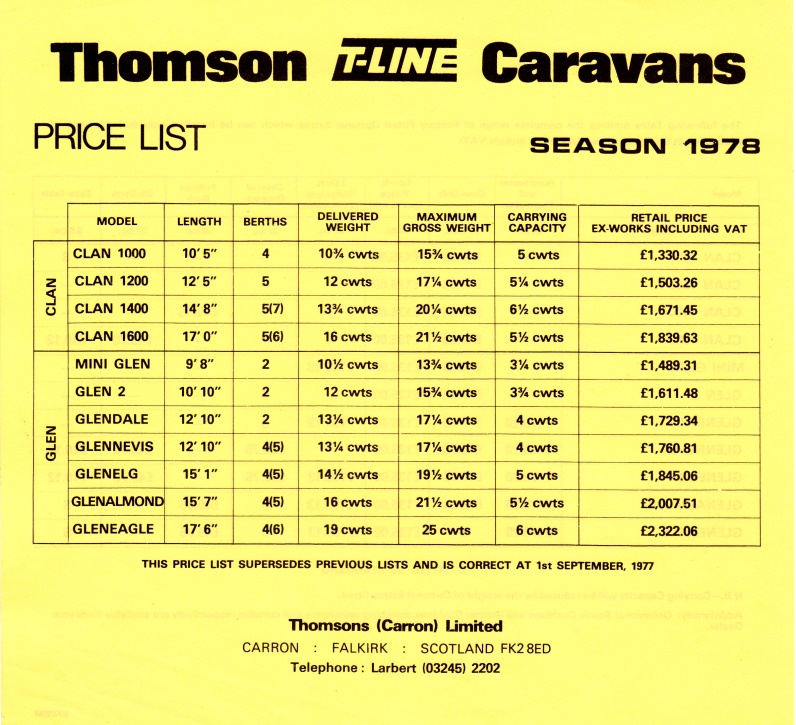 Thomson T-LINE Caravans
PRICE LIST
SEASON 1978
MODEL LENGTH BERTHS DELIVERED WEIGHT MAXIMUM GROSS WEIGHT CARRYING CAPACITY RETAIL PRICE EX-WORKS INCLUDING VAT
CLAN
CLAN 1000 10′ 5″ 4 10¾ cwts 15¾ cwts 5 cwts £1,330.32
CLAN 1200 12′ 5″ 5 12 cwts 17¼ cwts 5¼ cwts £1,503.26
CLAN 1400 14′ 8″ 5(7) 13¾ cwts 20¼ cwts 6½ cwts £1,671.45
CLAN 1600 17′ 0″ 5(6) 16 cwts 21½ cwts 5½ cwts £1,839.63
GLEN
MINI GLEN 9′ 8″ 2 10½ cwts 13¾ cwts 3¼ cwts £1,489.31
GLEN 2 10′ 10″ 2 12 cwts 15¾ cwts 3¾ cwts £1,611.48
GLENDALE 12′ 10″ 2 13¼ cwts 17¼ cwts 4 cwts £1,729.34
GLENNEVIS 12′ 10″ 4(5) 13¼ cwts 17¼ cwts 4 cwts £1,760.81
GLENELG 15′ 1″ 4(5) 14½ cwts 19½ cwts 5 cwts £1,845.06
GLENALMOND 15′ 7″ 4(5) 16 cwts 21½ cwts 5½ cwts £2,007.51
GLENEAGLE 17′ 6″ 4(6) 19 cwts 25 cwts 6 cwts £2,322.06
THIS PRICE LIST SUPERSEDES PREVIOUS LISTS AND IS CORRECT AT 1st SEPTEMBER, 1977
Thomsons (Carron) Limited
CARRON : FALKIRK : SCOTLAND FK2 8ED
Telephone : Larbert (03245) 2202